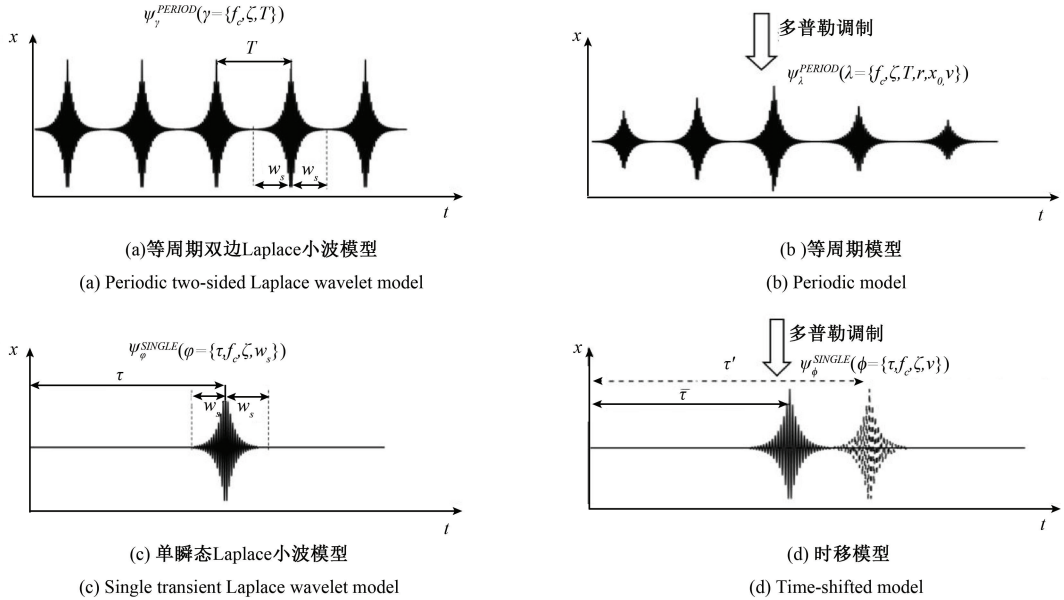 ψ_γ^PERIOD(γ={f_c,ζ,T})
x
T
w_s w_s
t
(a)等周期双边Laplace小波模型
(a) Periodic two-sided Laplace wavelet model
多普勒调制
x
ψ_λ^PERIOD(λ={f_c,ζ,T,r,x_0,v})
t
(b )等周期模型
(b) Periodic model
x
ψ_φ^SINGLE(φ={τ,f_c,ζ,w_s})
τ
w_s w_s
t
(c) 单瞬态Laplace小波模型
(c) Single transient Laplace wavelet model
多普勒调制
x
τ′
ψ_ϕ^SINGLE(ϕ={τ,f_c,ζ,v})
τ̄
t
(d) 时移模型
(d) Time-shifted model